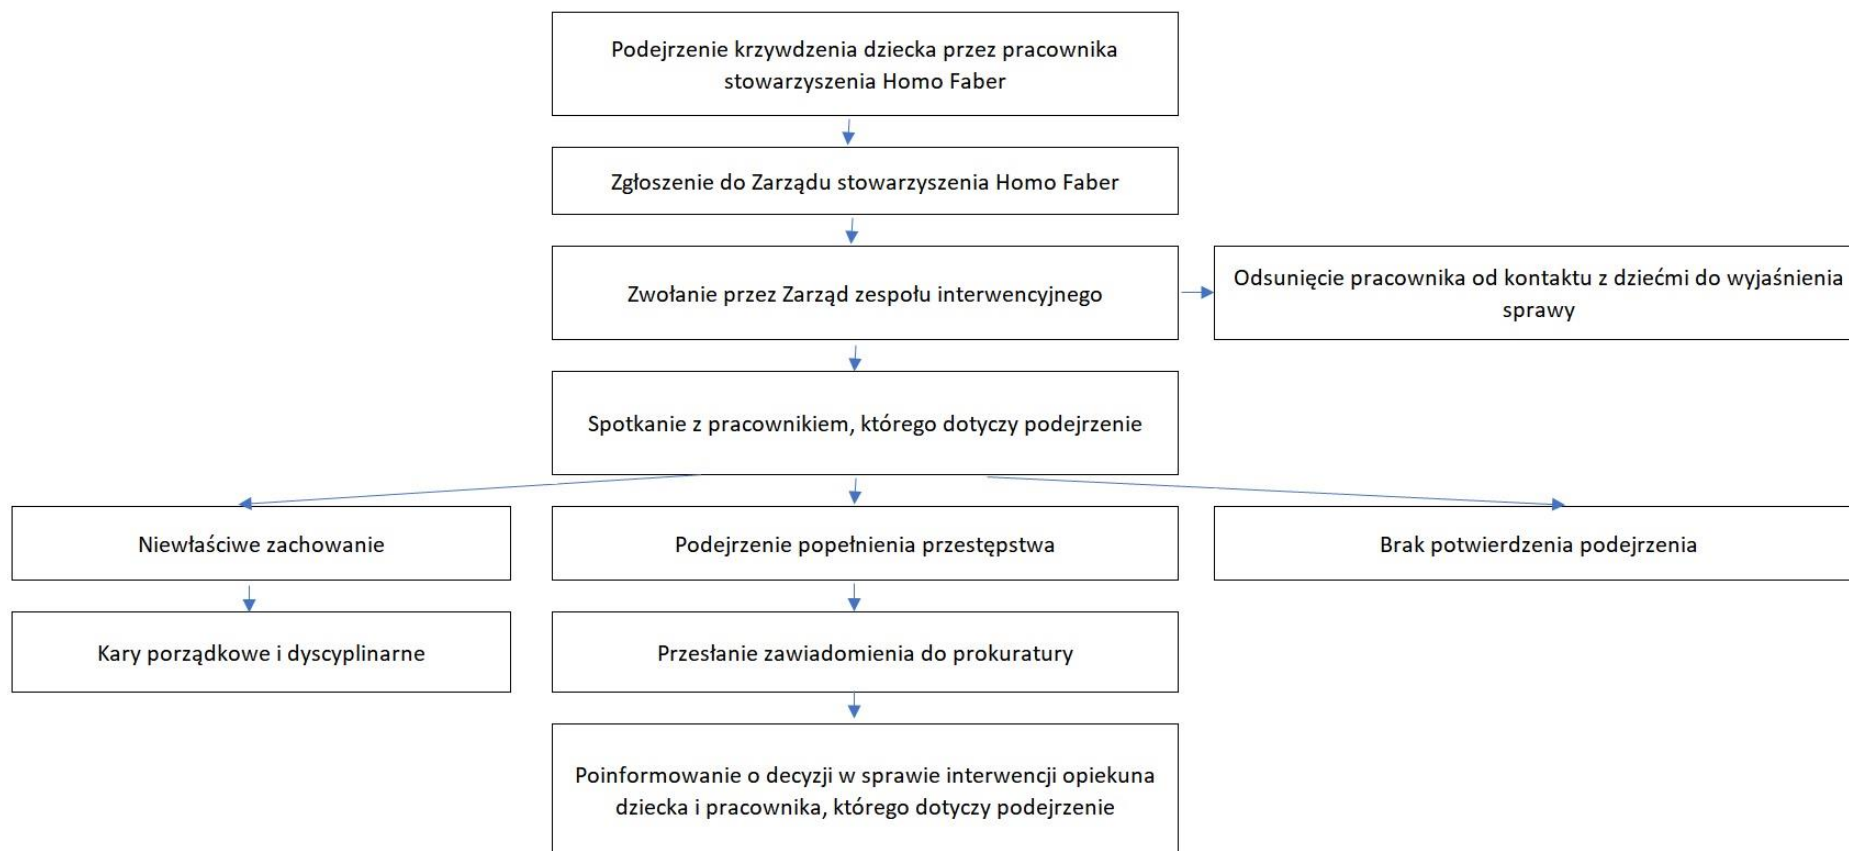 Podejrzenie krzywdzenia dziecka przez pracownika
stowarzyszenia Homo Faber
Zgłoszenie do Zarządu stowarzyszenia Homo Faber
Zwołanie przez Zarząd zespołu interwencyjnego
Odsunięcie pracownika od kontaktu z dziećmi do wyjaśnienia
sprawy
Spotkanie z pracownikiem, którego dotyczy podejrzenie
Niewłaściwe zachowanie
Podejrzenie popełnienia przestępstwa
Brak potwierdzenia podejrzenia
Kary porządkowe i dyscyplinarne
Przesłanie zawiadomienia do prokuratury
Poinformowanie o decyzji w sprawie interwencji opiekuna
dziecka i pracownika, którego dotyczy podejrzenie